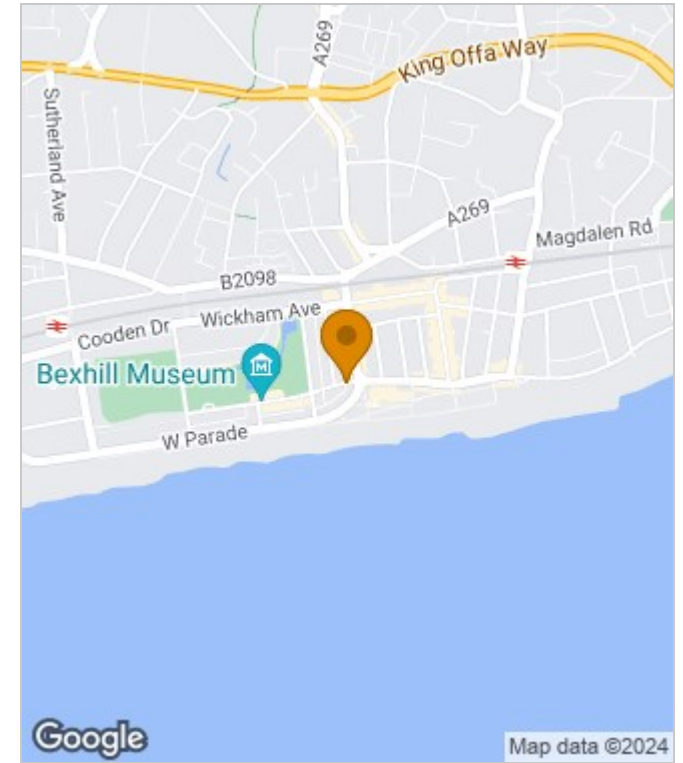 A269
King Offa Way
Sutherland Ave
A269
Magdalen Rd
B2098
Wickham Ave
Cooden Dr
Bexhill Museum
W Parade
Google
Map data ©2024